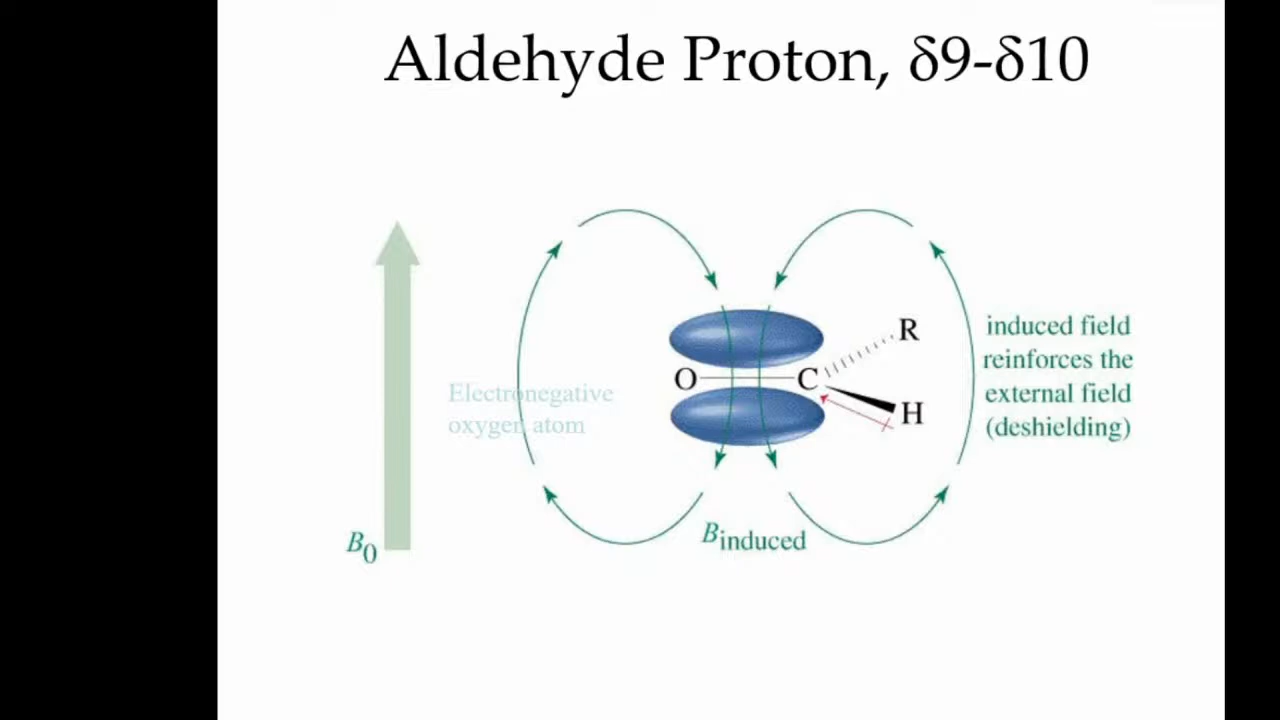 Aldehyde Proton, δ9-δ10
R
induced field
reinforces the
external field
(deshielding)
O
C
H
Electronegative
oxygen atom
B0
Binduced